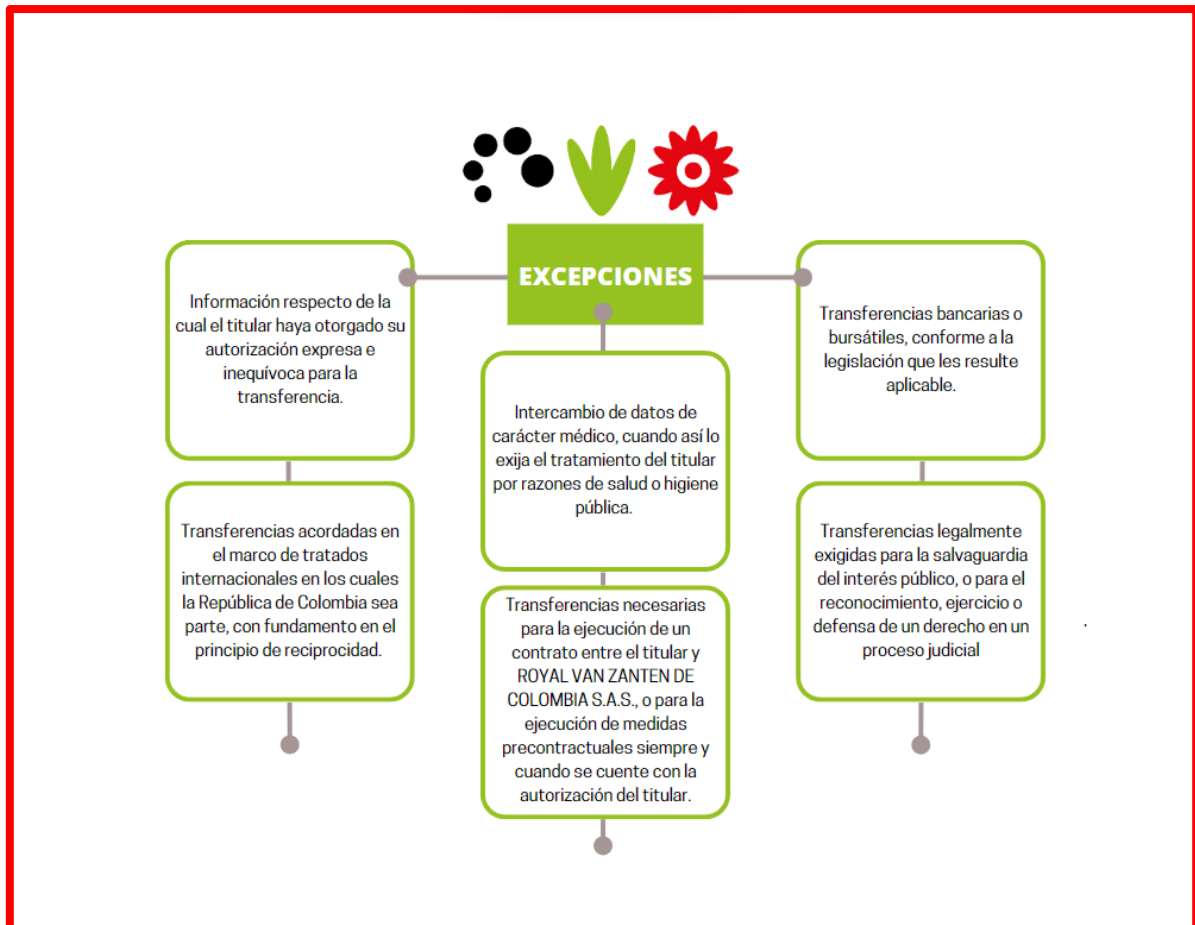 EXCEPCIONES
Información respecto de la
cual el titular haya otorgado su
autorización expresa e
inequívoca para la
transferencia.
Transferencias acordadas en
el marco de tratados
internacionales en los cuales
la República de Colombia sea
parte, con fundamento en el
principio de reciprocidad.
Intercambio de datos de
carácter médico, cuando así lo
exija el tratamiento del titular
por razones de salud o higiene
pública.
Transferencias necesarias
para la ejecución de un
contrato entre el titular y
ROYAL VAN ZANTEN DE
COLOMBIA S.A.S., o para la
ejecución de medidas
precontractuales siempre y
cuando se cuente con la
autorización del titular.
Transferencias bancarias o
bursátiles, conforme a la
legislación que les resulte
aplicable.
Transferencias legalmente
exigidas para la salvaguardia
del interés público, o para el
reconocimiento, ejercicio o
defensa de un derecho en un
proceso judicial
.